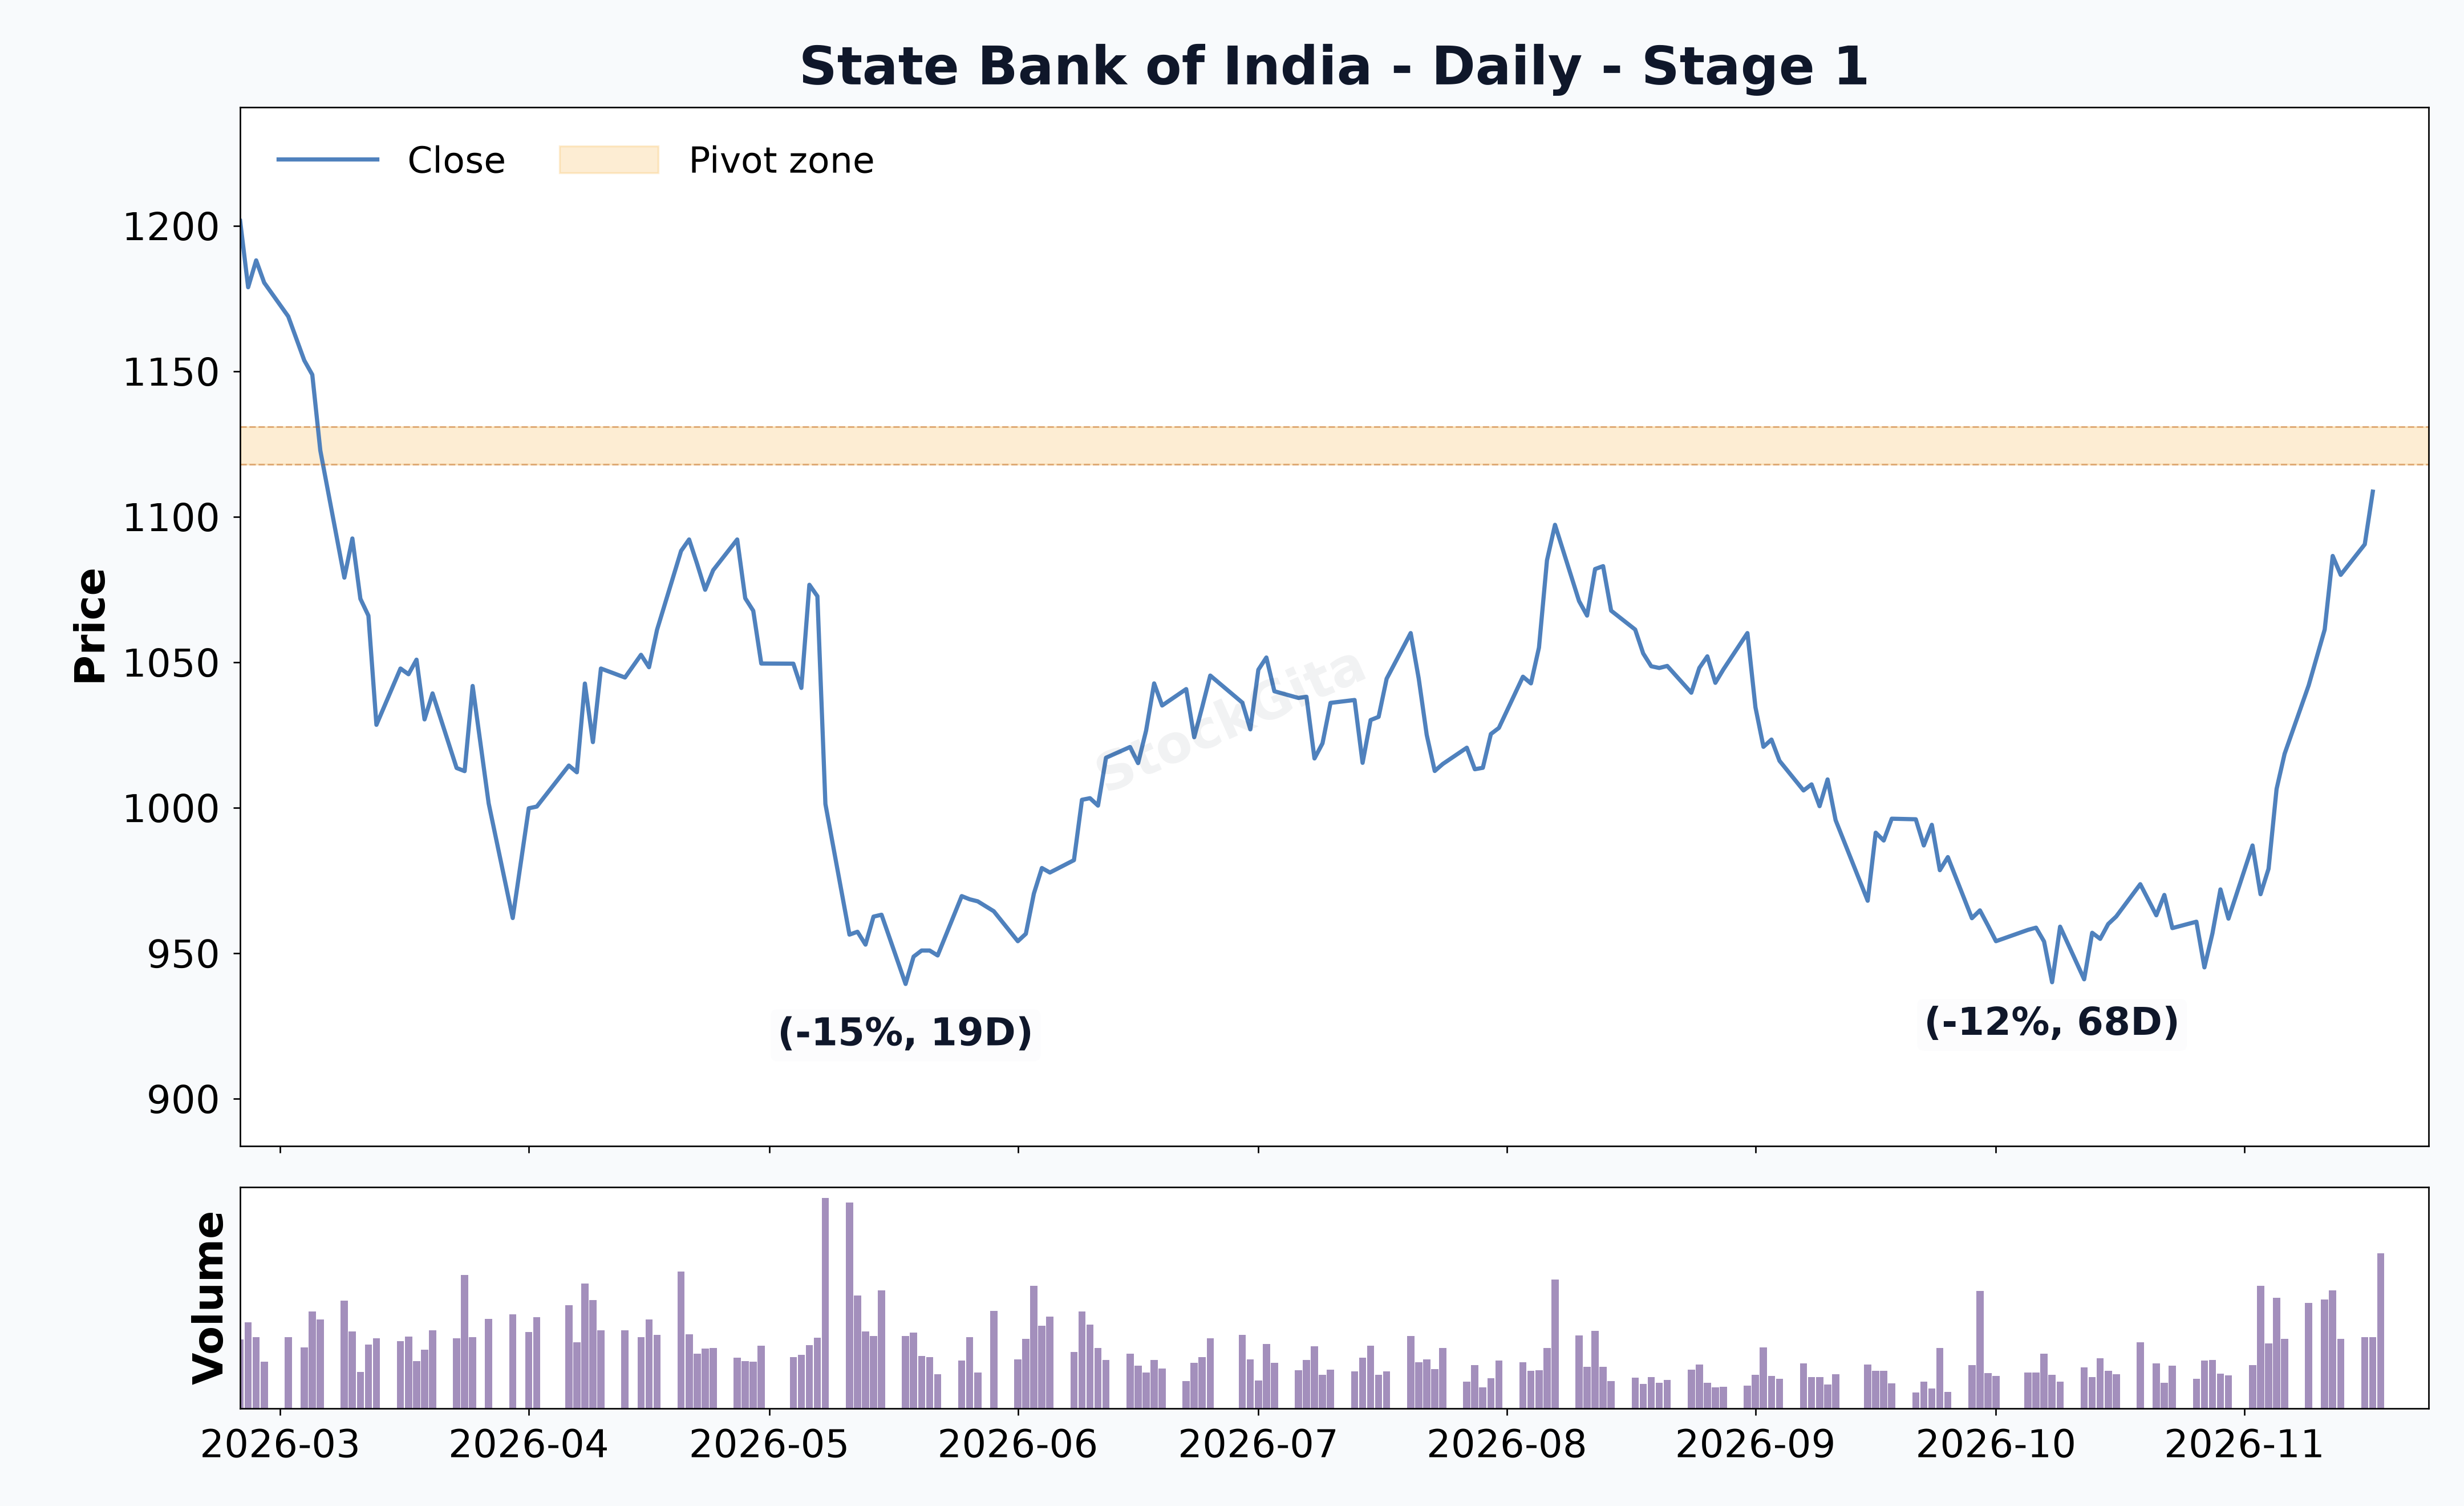 State Bank of India - Daily - Stage 1
Close
Pivot zone
1200
1150
1100
1050
1000
950
900
Price
StockGita
(-15%, 19D)
(-12%, 68D)
Volume
2026-03
2026-04
2026-05
2026-06
2026-07
2026-08
2026-09
2026-10
2026-11